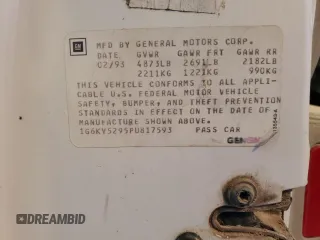 GM
MFD BY GENERAL MOTORS CORP.
DATE GVWR GAWR FRT GAWR RR
02/93 4873LB 2691LB 2182LB
2211KG 1221KG 990KG
THIS VEHICLE CONFORMS TO ALL APPLI-
CABLE U.S. FEDERAL MOTOR VEHICLE
SAFETY, BUMPER, AND THEFT PREVENTION
STANDARDS IN EFFECT ON THE DATE OF
MANUFACTURE SHOWN ABOVE.
1G6KY5295PU817593 PASS CAR
DREAMBID